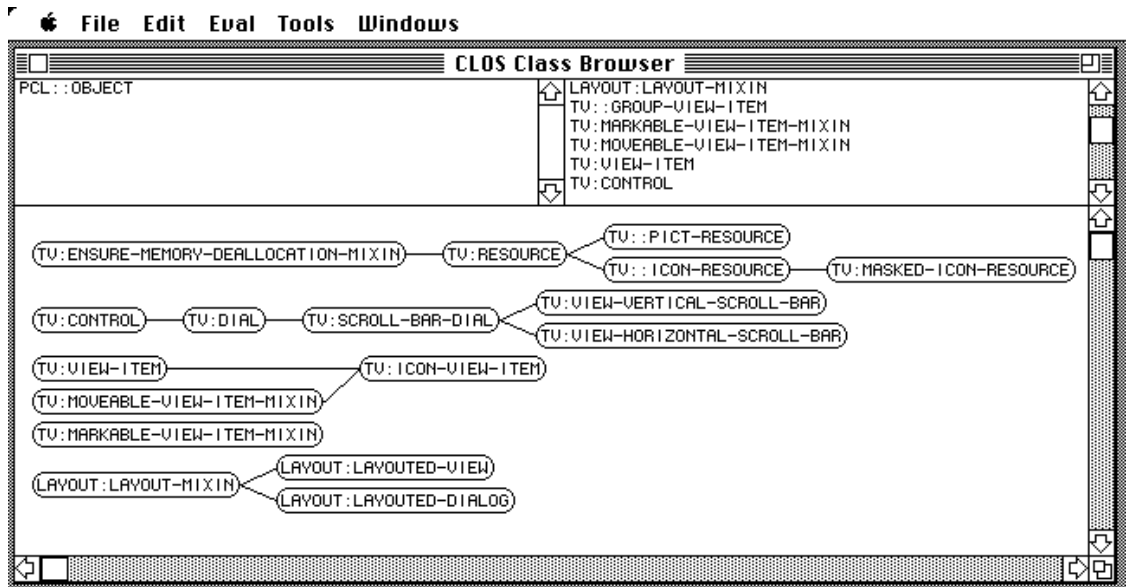 File Edit Eval Tools Windows
CLOS Class Browser
PCL::OBJECT
LAYOUT:LAYOUT-MIXIN
TV::GROUP-VIEW-ITEM
TV:MARKABLE-VIEW-ITEM-MIXIN
TV:MOVEABLE-VIEW-ITEM-MIXIN
TV:VIEW-ITEM
TV:CONTROL
TV::PICT-RESOURCE
TV:ENSURE-MEMORY-DEALLOCATION-MIXIN TV:RESOURCE
TV::ICON-RESOURCE TV:MASKED-ICON-RESOURCE
TV:VIEW-VERTICAL-SCROLL-BAR
TV:CONTROL TV:DIAL TV:SCROLL-BAR-DIAL
TV:VIEW-HORIZONTAL-SCROLL-BAR
TV:VIEW-ITEM TV:ICON-VIEW-ITEM
TV:MOVEABLE-VIEW-ITEM-MIXIN
TV:MARKABLE-VIEW-ITEM-MIXIN
LAYOUT:LAYOUTED-VIEW
LAYOUT:LAYOUT-MIXIN
LAYOUT:LAYOUTED-DIALOG